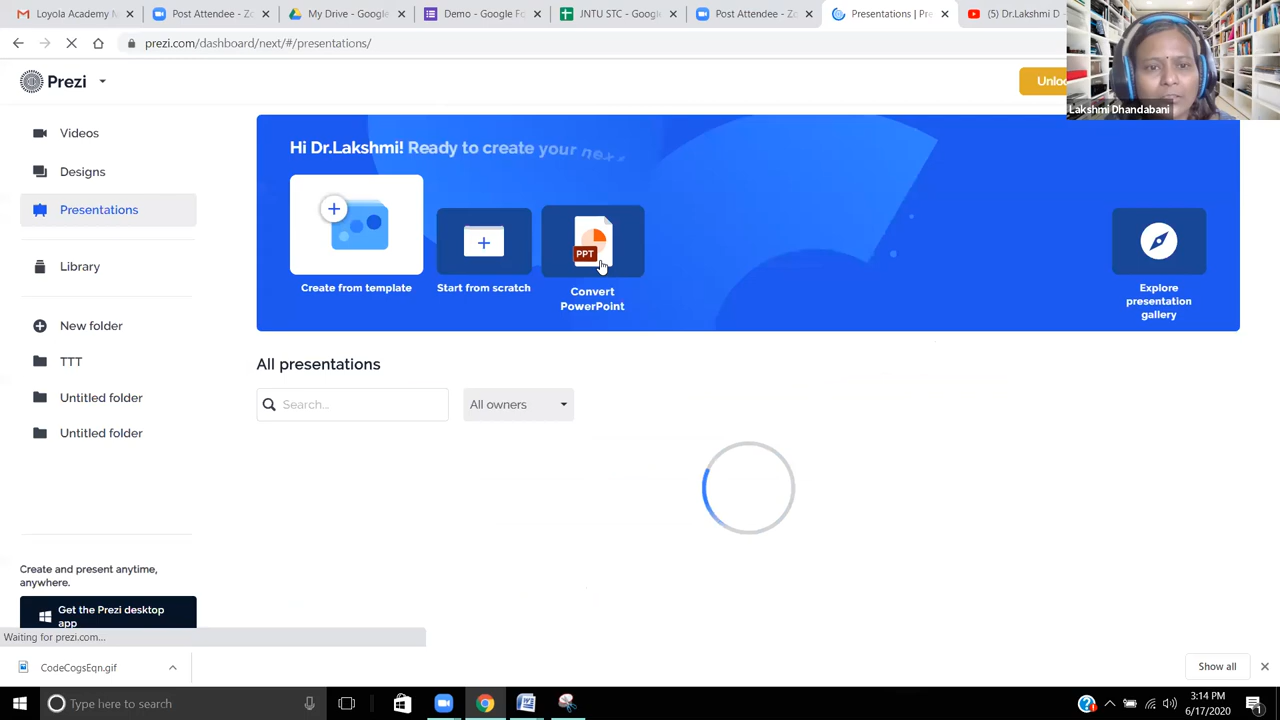 Loyola Academy N
Post Attendee - Zo
My Drive - Google
Demo - Google Fo
JNTU STC - Googl
Post Attendee - Zo
Presentations | Pre
(5) Dr.Lakshmi D
prezi.com/dashboard/next/#/presentations/
Prezi
Unloc
Lakshmi Dhandabani
Videos
Designs
Presentations
Library
New folder
TTT
Untitled folder
Untitled folder
Hi Dr.Lakshmi! Ready to create your nex
PPT
Create from template
Start from scratch
Convert
PowerPoint
Explore
presentation
gallery
All presentations
Search...
All owners
Create and present anytime,
anywhere.
Get the Prezi desktop
app
Waiting for prezi.com...
CodeCogsEqn.gif
Show all
Type here to search
3:14 PM
6/17/2020
1